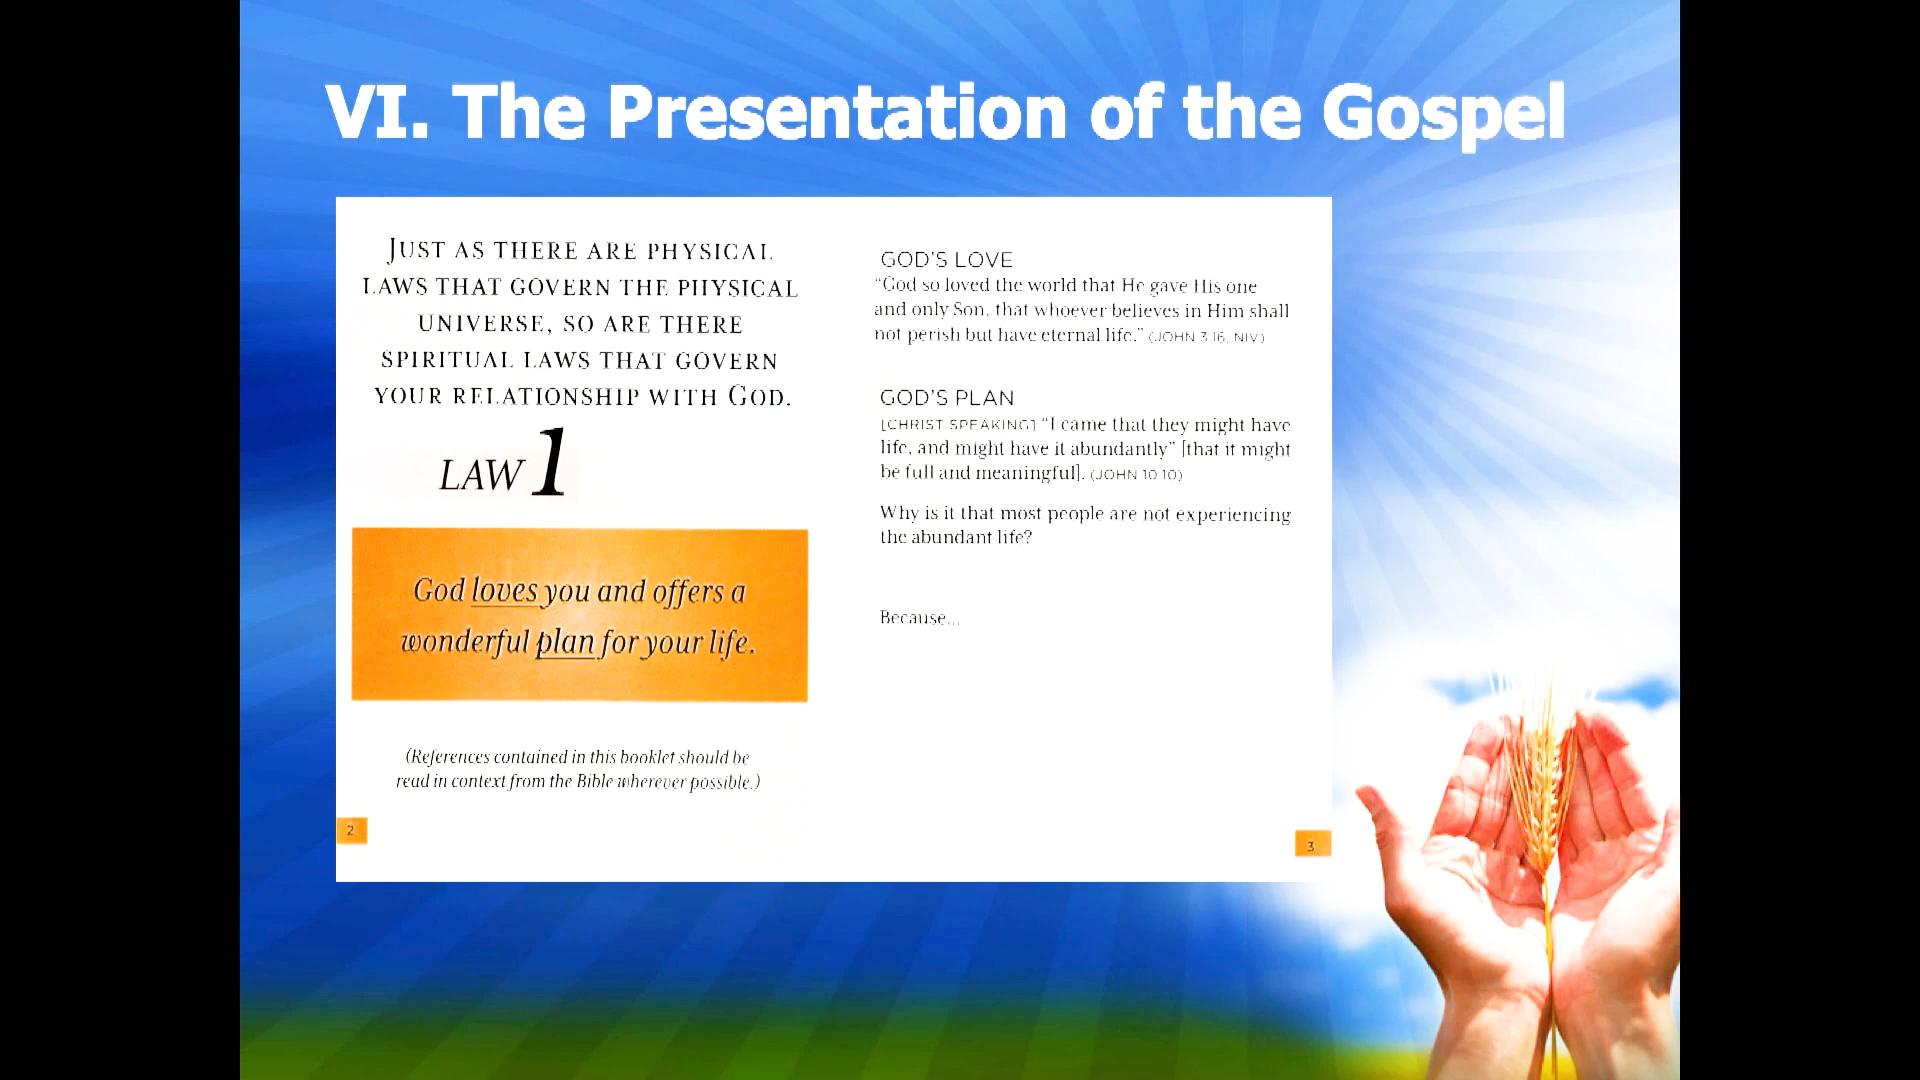 VI. The Presentation of the Gospel
JUST AS THERE ARE PHYSICAL
LAWS THAT GOVERN THE PHYSICAL
UNIVERSE, SO ARE THERE
SPIRITUAL LAWS THAT GOVERN
YOUR RELATIONSHIP WITH GOD.
LAW 1
God loves you and offers a
wonderful plan for your life.
(References contained in this booklet should be
read in context from the Bible wherever possible.)
2
GOD'S LOVE
“God so loved the world that He gave His one
and only Son, that whoever believes in Him shall
not perish but have eternal life.” (JOHN 3:16, NIV)
GOD'S PLAN
[CHRIST SPEAKING] “I came that they might have
life, and might have it abundantly” [that it might
be full and meaningful]. (JOHN 10:10)
Why is it that most people are not experiencing
the abundant life?
Because...
3